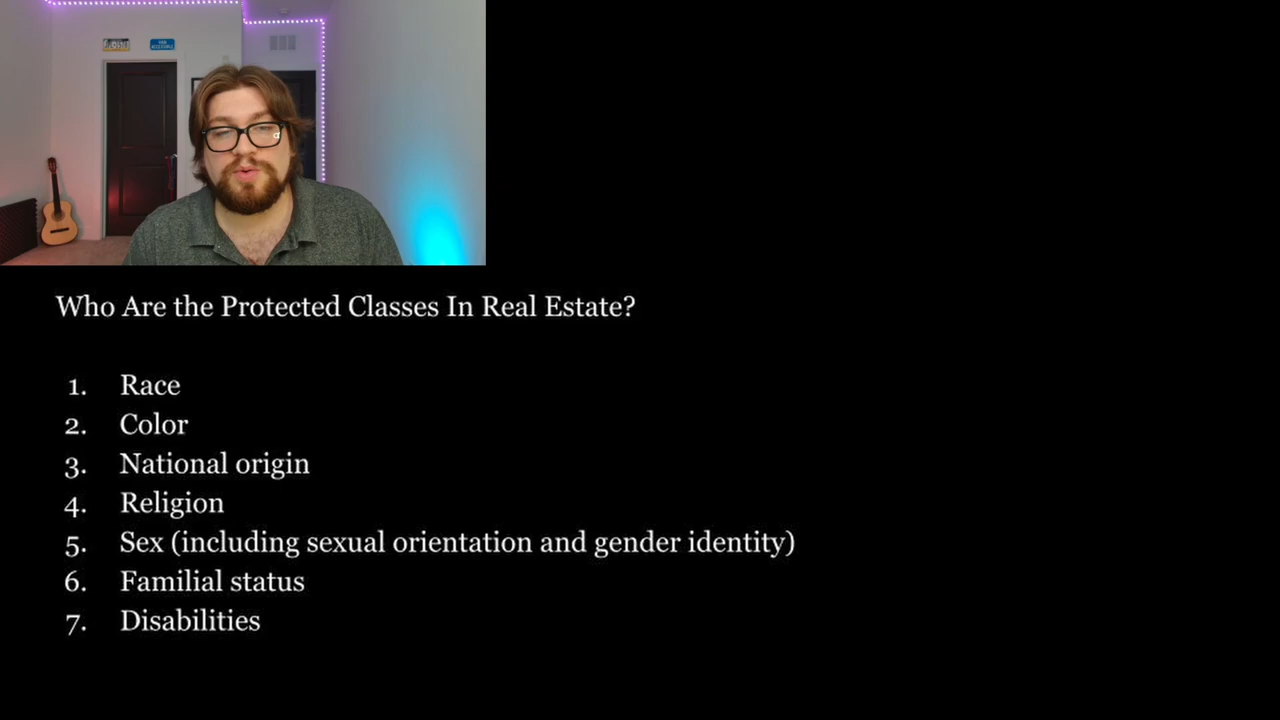 Who Are the Protected Classes In Real Estate?
1. Race
2. Color
3. National origin
4. Religion
5. Sex (including sexual orientation and gender identity)
6. Familial status
7. Disabilities